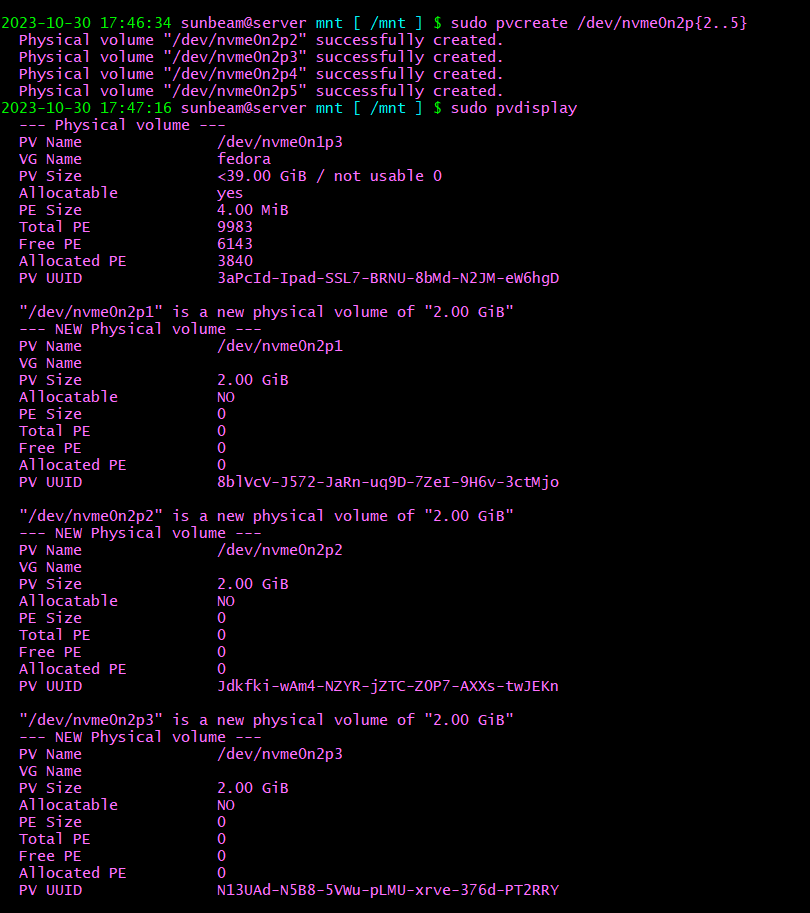 2023-10-30 17:46:34 sunbeam@server mnt [ /mnt ] $ sudo pvcreate /dev/nvme0n2p{2..5}
  Physical volume "/dev/nvme0n2p2" successfully created.
  Physical volume "/dev/nvme0n2p3" successfully created.
  Physical volume "/dev/nvme0n2p4" successfully created.
  Physical volume "/dev/nvme0n2p5" successfully created.
2023-10-30 17:47:16 sunbeam@server mnt [ /mnt ] $ sudo pvdisplay
  --- Physical volume ---
  PV Name               /dev/nvme0n1p3
  VG Name               fedora
  PV Size               <39.00 GiB / not usable 0
  Allocatable           yes
  PE Size               4.00 MiB
  Total PE              9983
  Free PE               6143
  Allocated PE          3840
  PV UUID               3aPcId-Ipad-SSL7-BRNU-8bMd-N2JM-eW6hgD

  "/dev/nvme0n2p1" is a new physical volume of "2.00 GiB"
  --- NEW Physical volume ---
  PV Name               /dev/nvme0n2p1
  VG Name
  PV Size               2.00 GiB
  Allocatable           NO
  PE Size               0
  Total PE              0
  Free PE               0
  Allocated PE          0
  PV UUID               8blVcV-J572-JaRn-uq9D-7ZeI-9H6v-3ctMjo

  "/dev/nvme0n2p2" is a new physical volume of "2.00 GiB"
  --- NEW Physical volume ---
  PV Name               /dev/nvme0n2p2
  VG Name
  PV Size               2.00 GiB
  Allocatable           NO
  PE Size               0
  Total PE              0
  Free PE               0
  Allocated PE          0
  PV UUID               Jdkfki-wAm4-NZYR-jZTC-Z0P7-AXXs-twJEKn

  "/dev/nvme0n2p3" is a new physical volume of "2.00 GiB"
  --- NEW Physical volume ---
  PV Name               /dev/nvme0n2p3
  VG Name
  PV Size               2.00 GiB
  Allocatable           NO
  PE Size               0
  Total PE              0
  Free PE               0
  Allocated PE          0
  PV UUID               N13UAd-N5B8-5VWu-pLMU-xrve-376d-PT2RRY